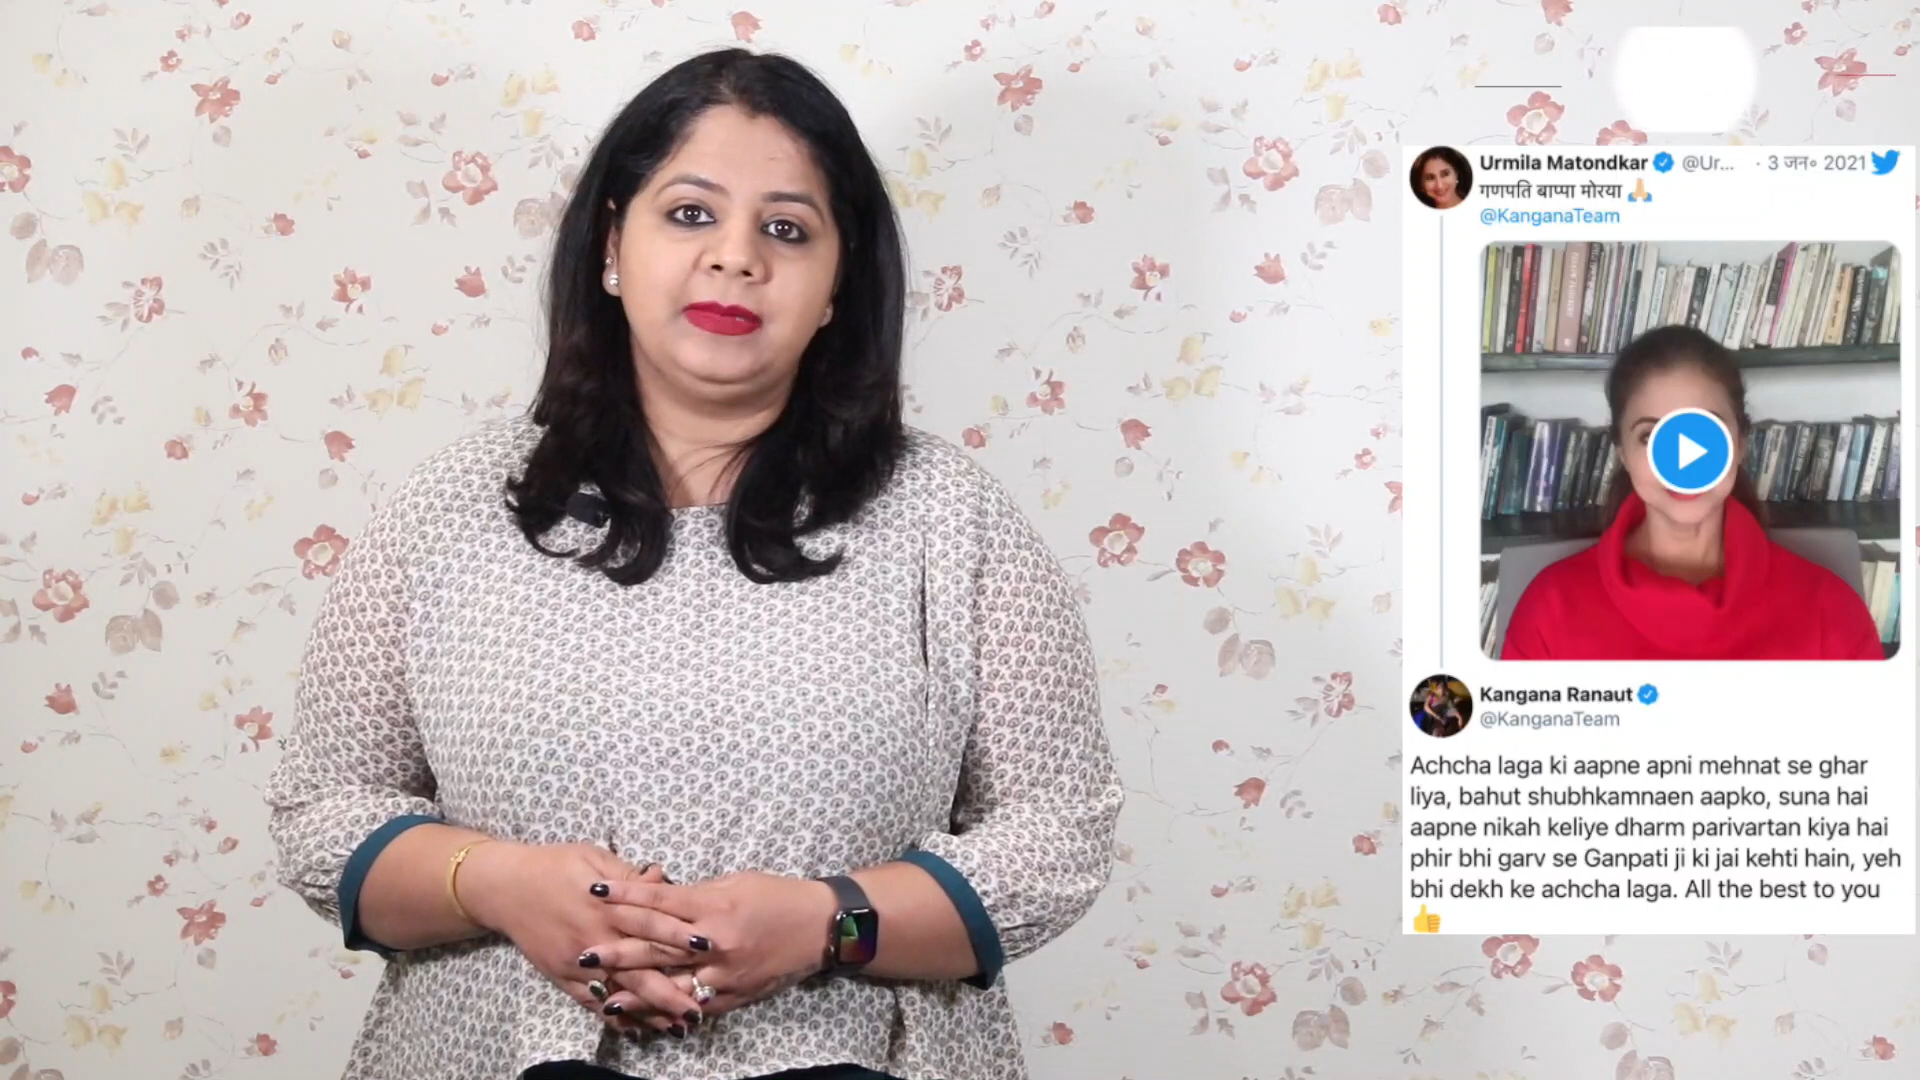 Urmila Matondkar @Ur... · 3 जन॰ 2021
गणपति बाप्पा मोरया 🙏🏻
@KanganaTeam
Kangana Ranaut
@KanganaTeam
Achcha laga ki aapne apni mehnat se ghar
liya, bahut shubhkamnaen aapko, suna hai
aapne nikah keliye dharm parivartan kiya hai
phir bhi garv se Ganpati ji ki jai kehti hain, yeh
bhi dekh ke achcha laga. All the best to you
👍